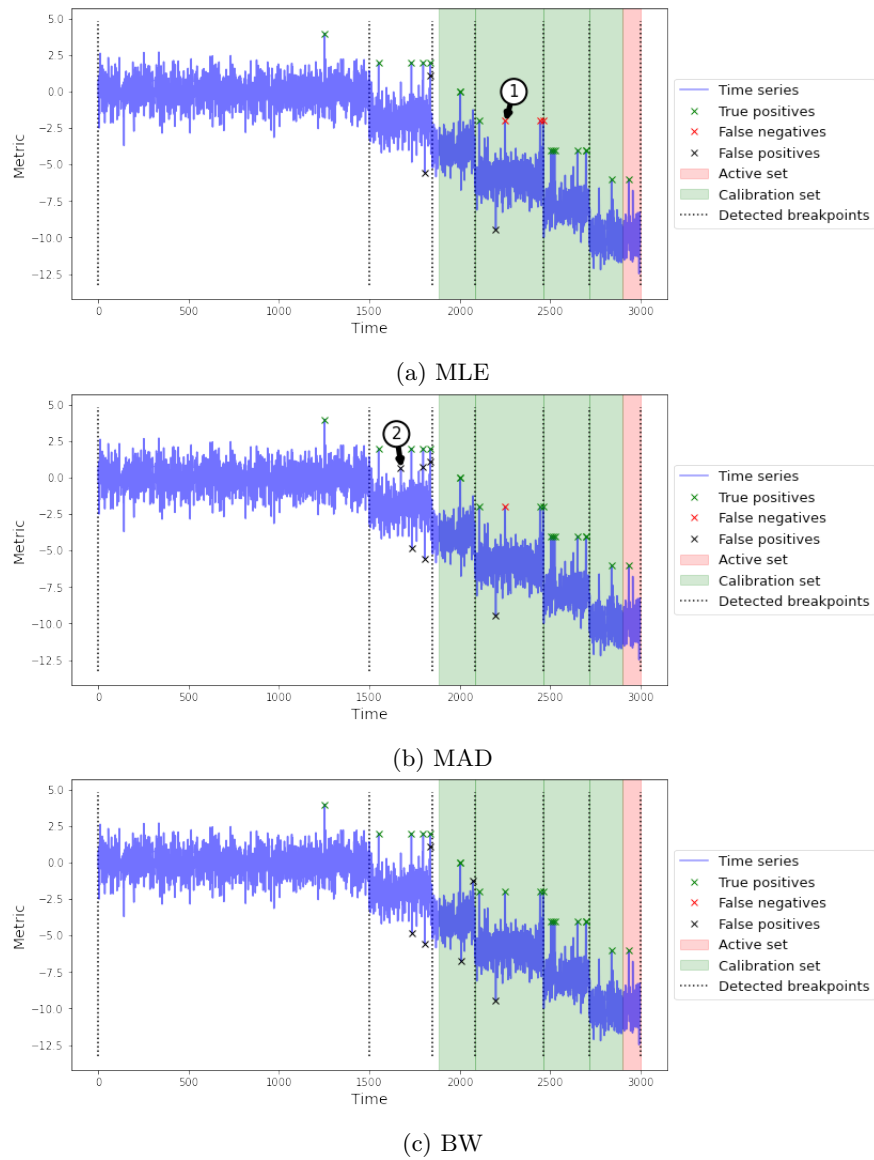 5.0
2.5
0.0
−2.5
−5.0
−7.5
−10.0
−12.5
Metric
0 500 1000 1500 2000 2500 3000
Time
1
Time series
True positives
False negatives
False positives
Active set
Calibration set
Detected breakpoints
(a) MLE
5.0
2.5
0.0
−2.5
−5.0
−7.5
−10.0
−12.5
Metric
0 500 1000 1500 2000 2500 3000
Time
2
Time series
True positives
False negatives
False positives
Active set
Calibration set
Detected breakpoints
(b) MAD
5.0
2.5
0.0
−2.5
−5.0
−7.5
−10.0
−12.5
Metric
0 500 1000 1500 2000 2500 3000
Time
Time series
True positives
False negatives
False positives
Active set
Calibration set
Detected breakpoints
(c) BW